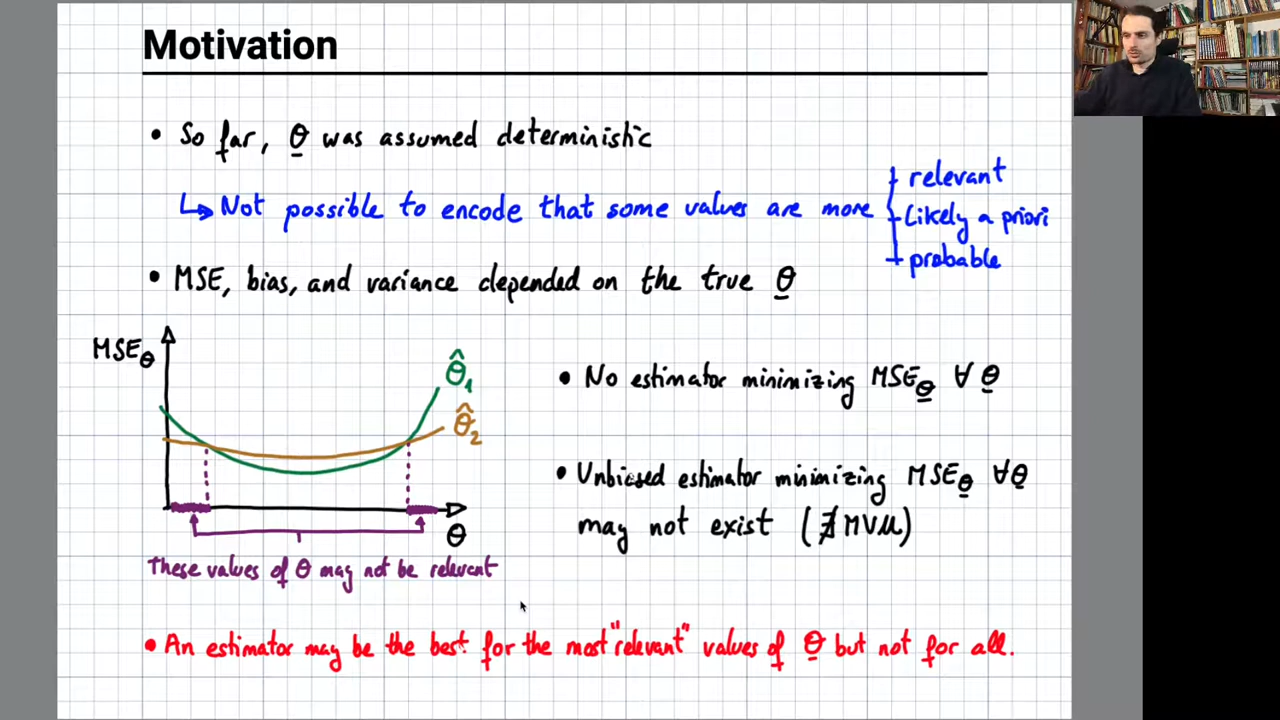 Motivation
• So far, θ was assumed deterministic
↳ Not possible to encode that some values are more
relevant
Likely a priori
probable
• MSE, bias, and variance depended on the true θ
MSEθ
θ̂₁
θ̂₂
θ
These values of θ may not be relevant
• No estimator minimizing MSEθ ∀ θ
• Unbiased estimator minimizing MSEθ ∀θ
may not exist (∄ MVU)
• An estimator may be the best for the most "relevant" values of θ but not for all.